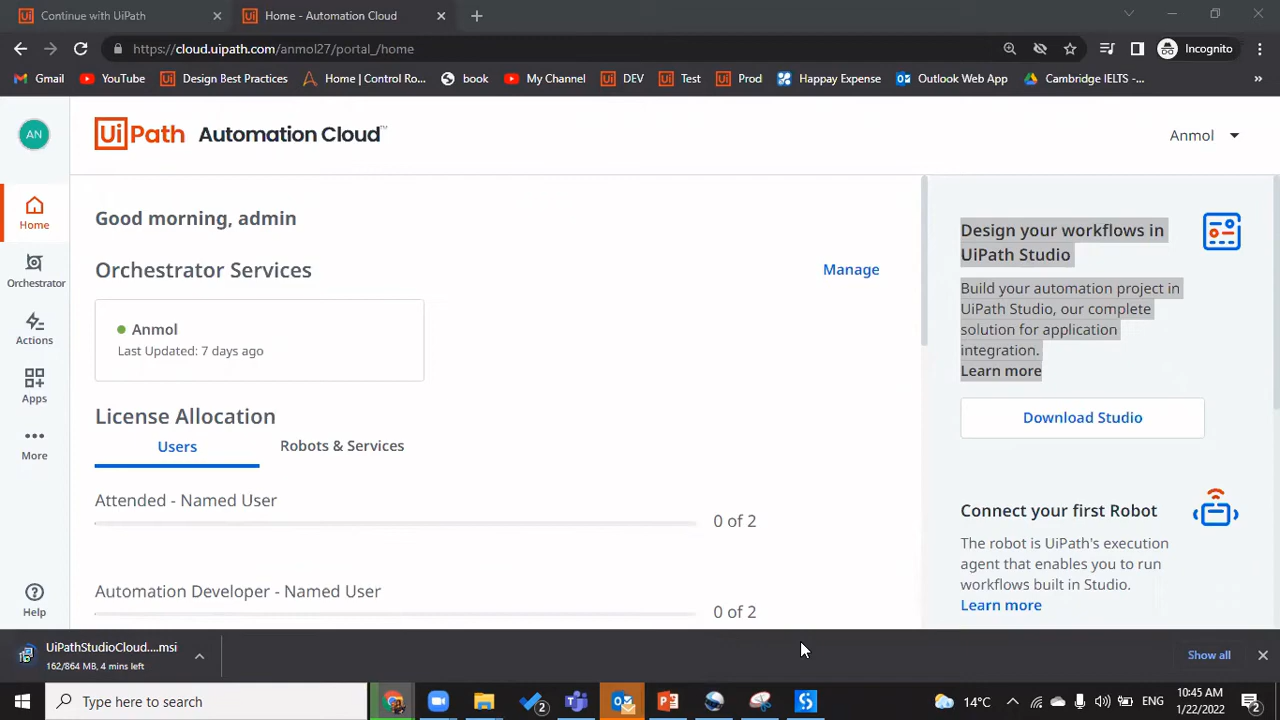 Continue with UiPath
Home - Automation Cloud
https://cloud.uipath.com/anmol27/portal_/home
Incognito
Gmail
YouTube
Design Best Practices
Home | Control Ro...
book
My Channel
DEV
Test
Prod
Happay Expense
Outlook Web App
Cambridge IELTS -...
»
AN
UiPath Automation Cloud™
Anmol
Home
Orchestrator
Actions
Apps
More
Help
Good morning, admin
Orchestrator Services
Manage
Anmol
Last Updated: 7 days ago
License Allocation
Users
Robots & Services
Attended - Named User
0 of 2
Automation Developer - Named User
0 of 2
Design your workflows in
UiPath Studio
Build your automation project in
UiPath Studio, our complete
solution for application
integration.
Learn more
Download Studio
Connect your first Robot
The robot is UiPath's execution
agent that enables you to run
workflows built in Studio.
Learn more
UiPathStudioCloud....msi
162/864 MB, 4 mins left
Show all
Type here to search
2
14°C
ENG
10:45 AM
1/22/2022
2